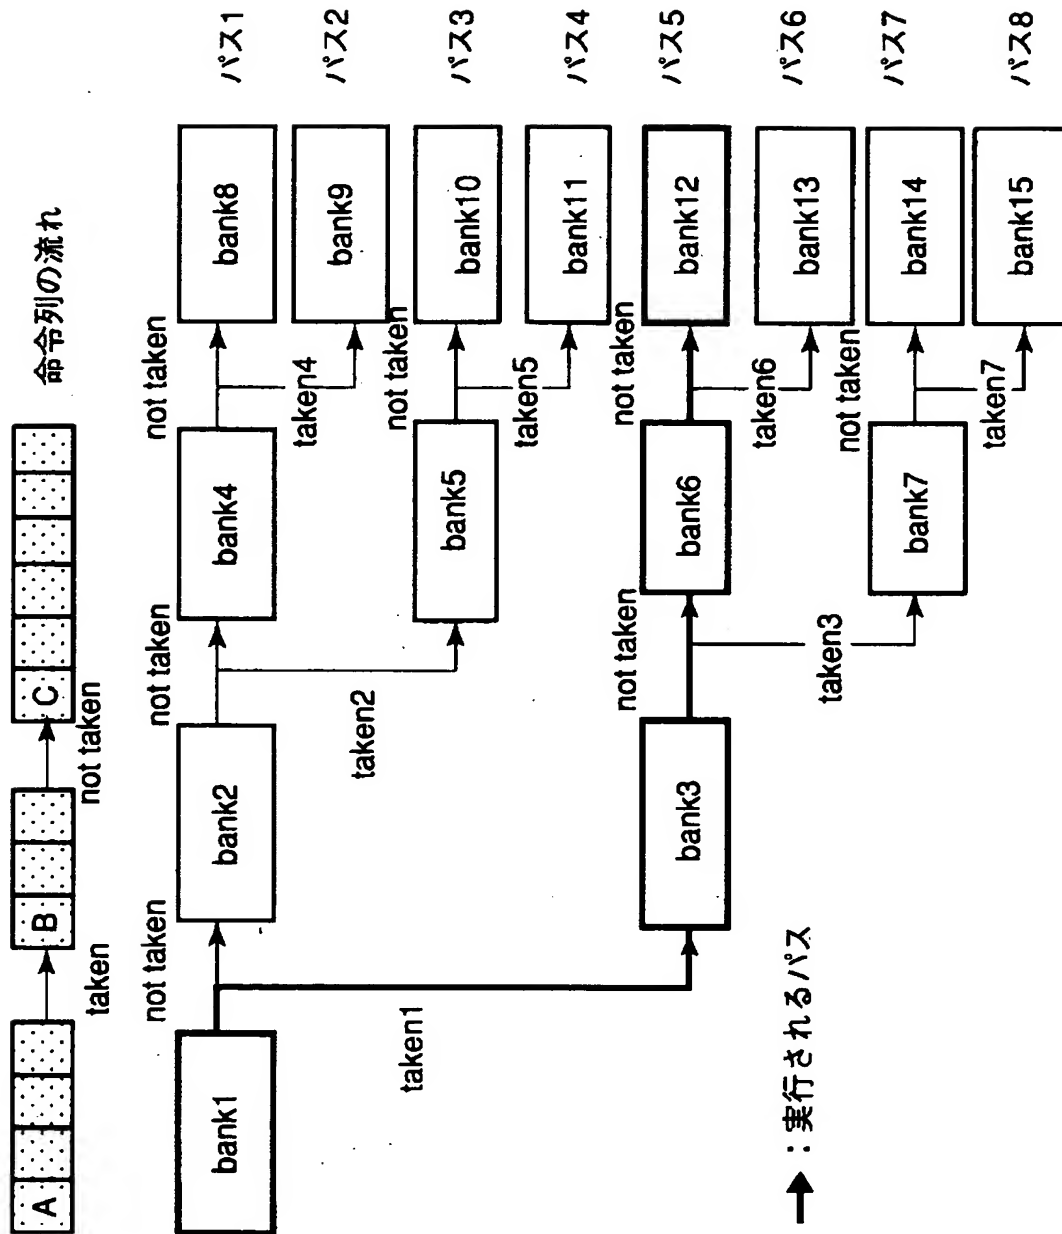 命令列の流れ
A
B
C
taken
not taken
bank1
not taken
taken1
bank2
bank3
not taken
taken2
not taken
taken3
bank4
bank5
bank6
bank7
not taken
taken4
not taken
taken5
not taken
taken6
not taken
taken7
bank8
bank9
bank10
bank11
bank12
bank13
bank14
bank15
パス1
パス2
パス3
パス4
パス5
パス6
パス7
パス8
：実行されるパス